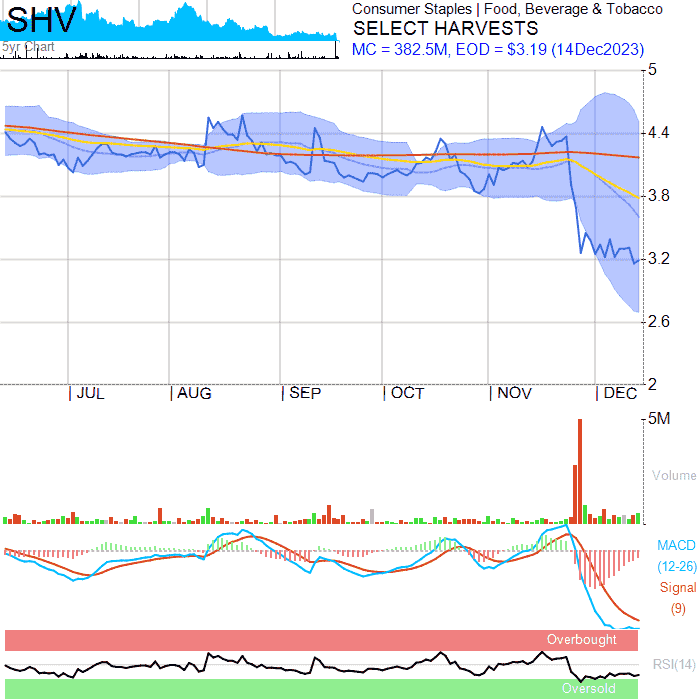 SHV
5yr Chart
Consumer Staples | Food, Beverage & Tobacco
SELECT HARVESTS
MC = 382.5M, EOD = $3.19 (14Dec2023)
5
4.4
3.8
3.2
2.6
2
JUL AUG SEP OCT NOV DEC
5M
Volume
MACD
(12-26)
Signal
(9)
Overbought
RSI(14)
Oversold